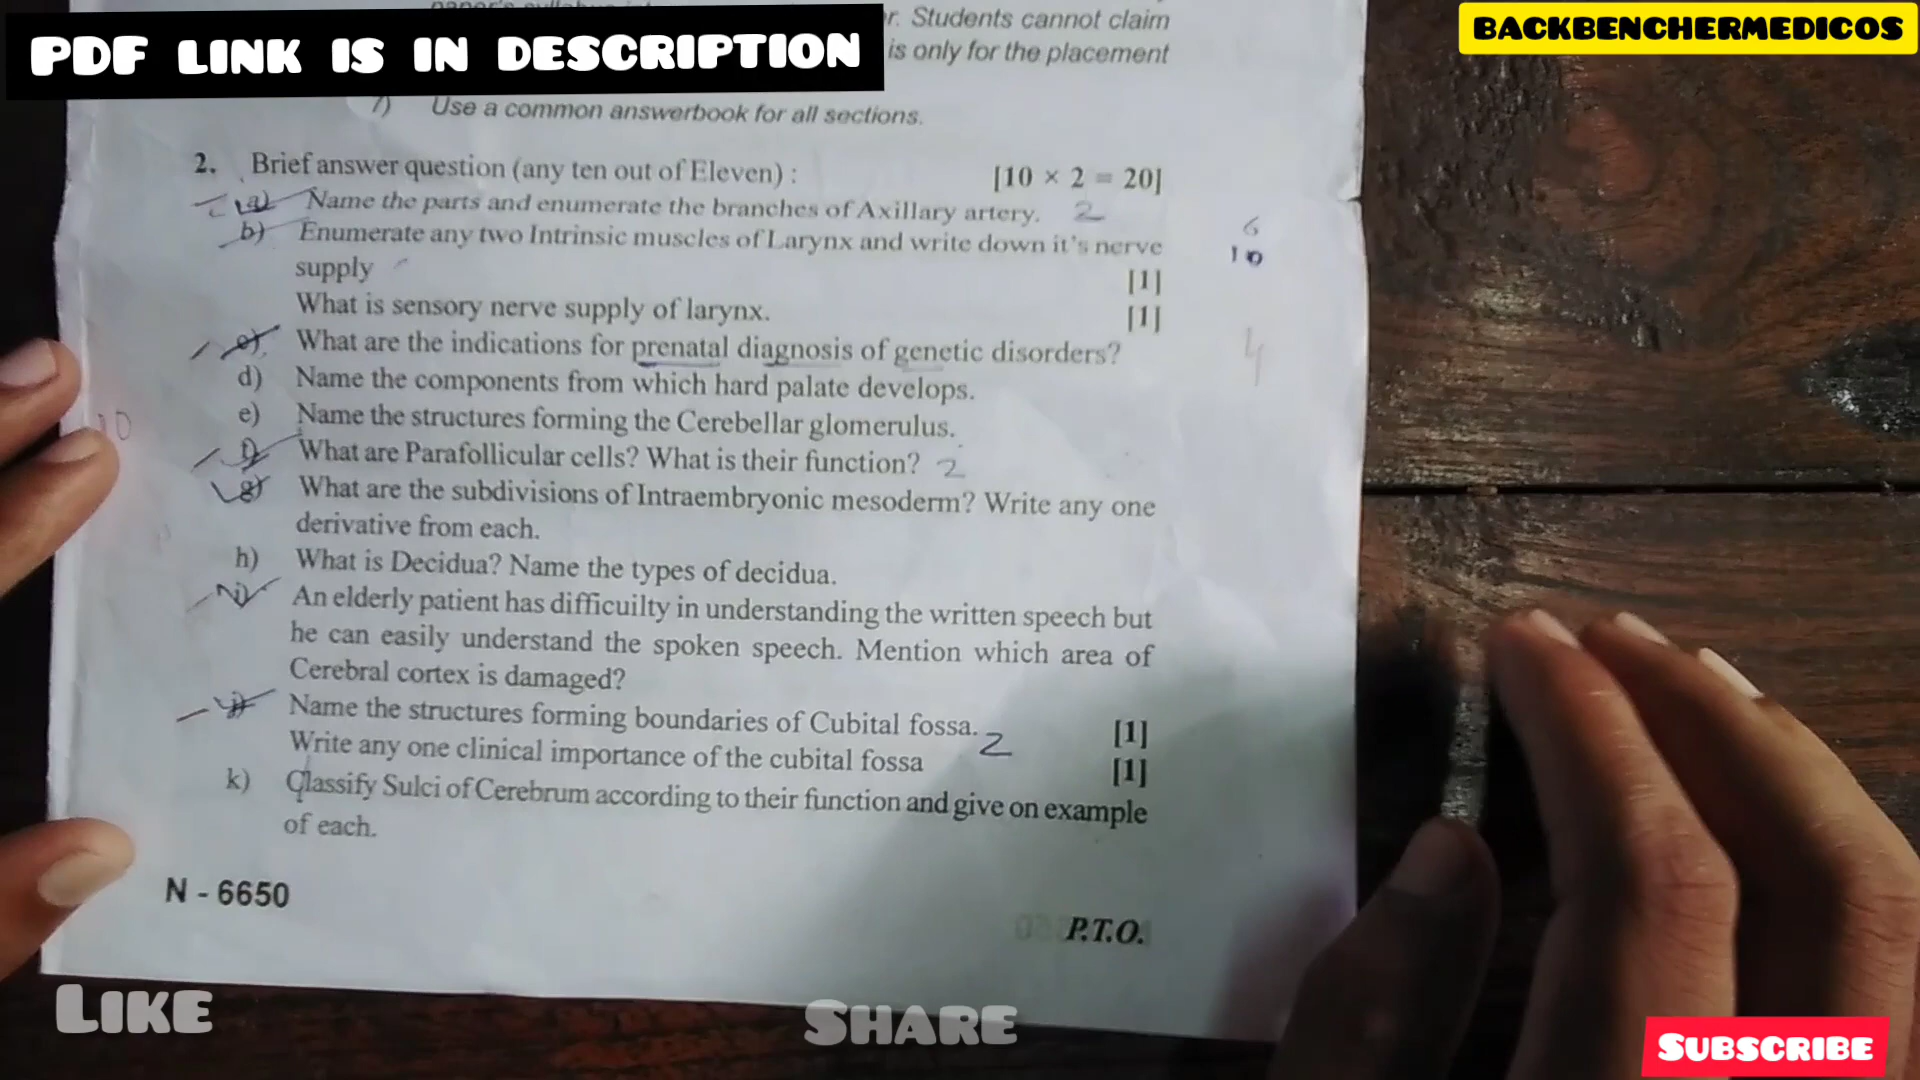 PDF LINK IS IN DESCRIPTION
BACKBENCHERMEDICOS
r. Students cannot claim
is only for the placement
7) Use a common answerbook for all sections.
2. Brief answer question (any ten out of Eleven) : [10 × 2 = 20]
a) Name the parts and enumerate the branches of Axillary artery. 2
b) Enumerate any two Intrinsic muscles of Larynx and write down it's nerve
supply [1]
6
10
What is sensory nerve supply of larynx. [1]
c) What are the indications for prenatal diagnosis of genetic disorders?
4
d) Name the components from which hard palate develops.
e) Name the structures forming the Cerebellar glomerulus.
10
f) What are Parafollicular cells? What is their function? 2
g) What are the subdivisions of Intraembryonic mesoderm? Write any one
derivative from each.
h) What is Decidua? Name the types of decidua.
i) An elderly patient has difficuilty in understanding the written speech but
he can easily understand the spoken speech. Mention which area of
Cerebral cortex is damaged?
j) Name the structures forming boundaries of Cubital fossa. [1]
2
Write any one clinical importance of the cubital fossa [1]
k) Classify Sulci of Cerebrum according to their function and give on example
of each.
N - 6650
P.T.O.
LIKE
SHARE
SUBSCRIBE